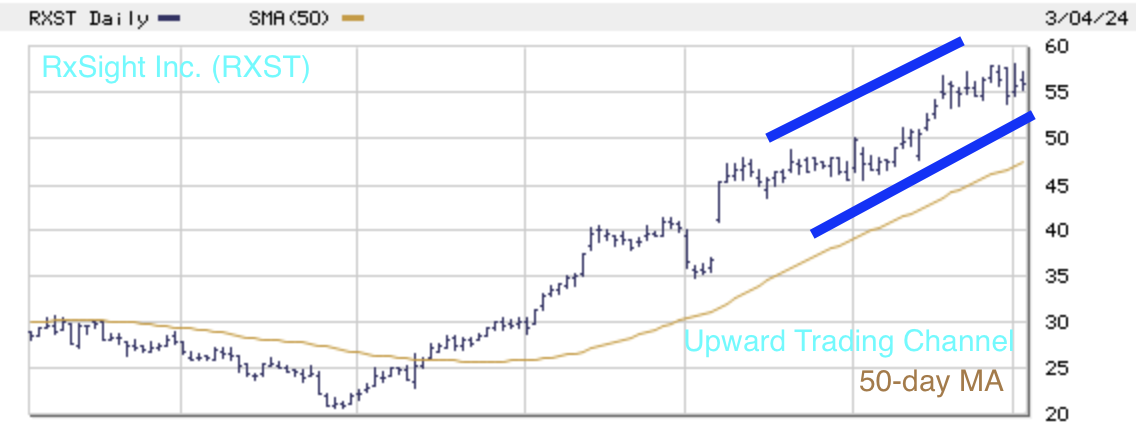 RXST Daily SMA(50) 3/04/24
RxSight Inc. (RXST)
60
55
50
45
40
35
30
25
20
Upward Trading Channel
50-day MA